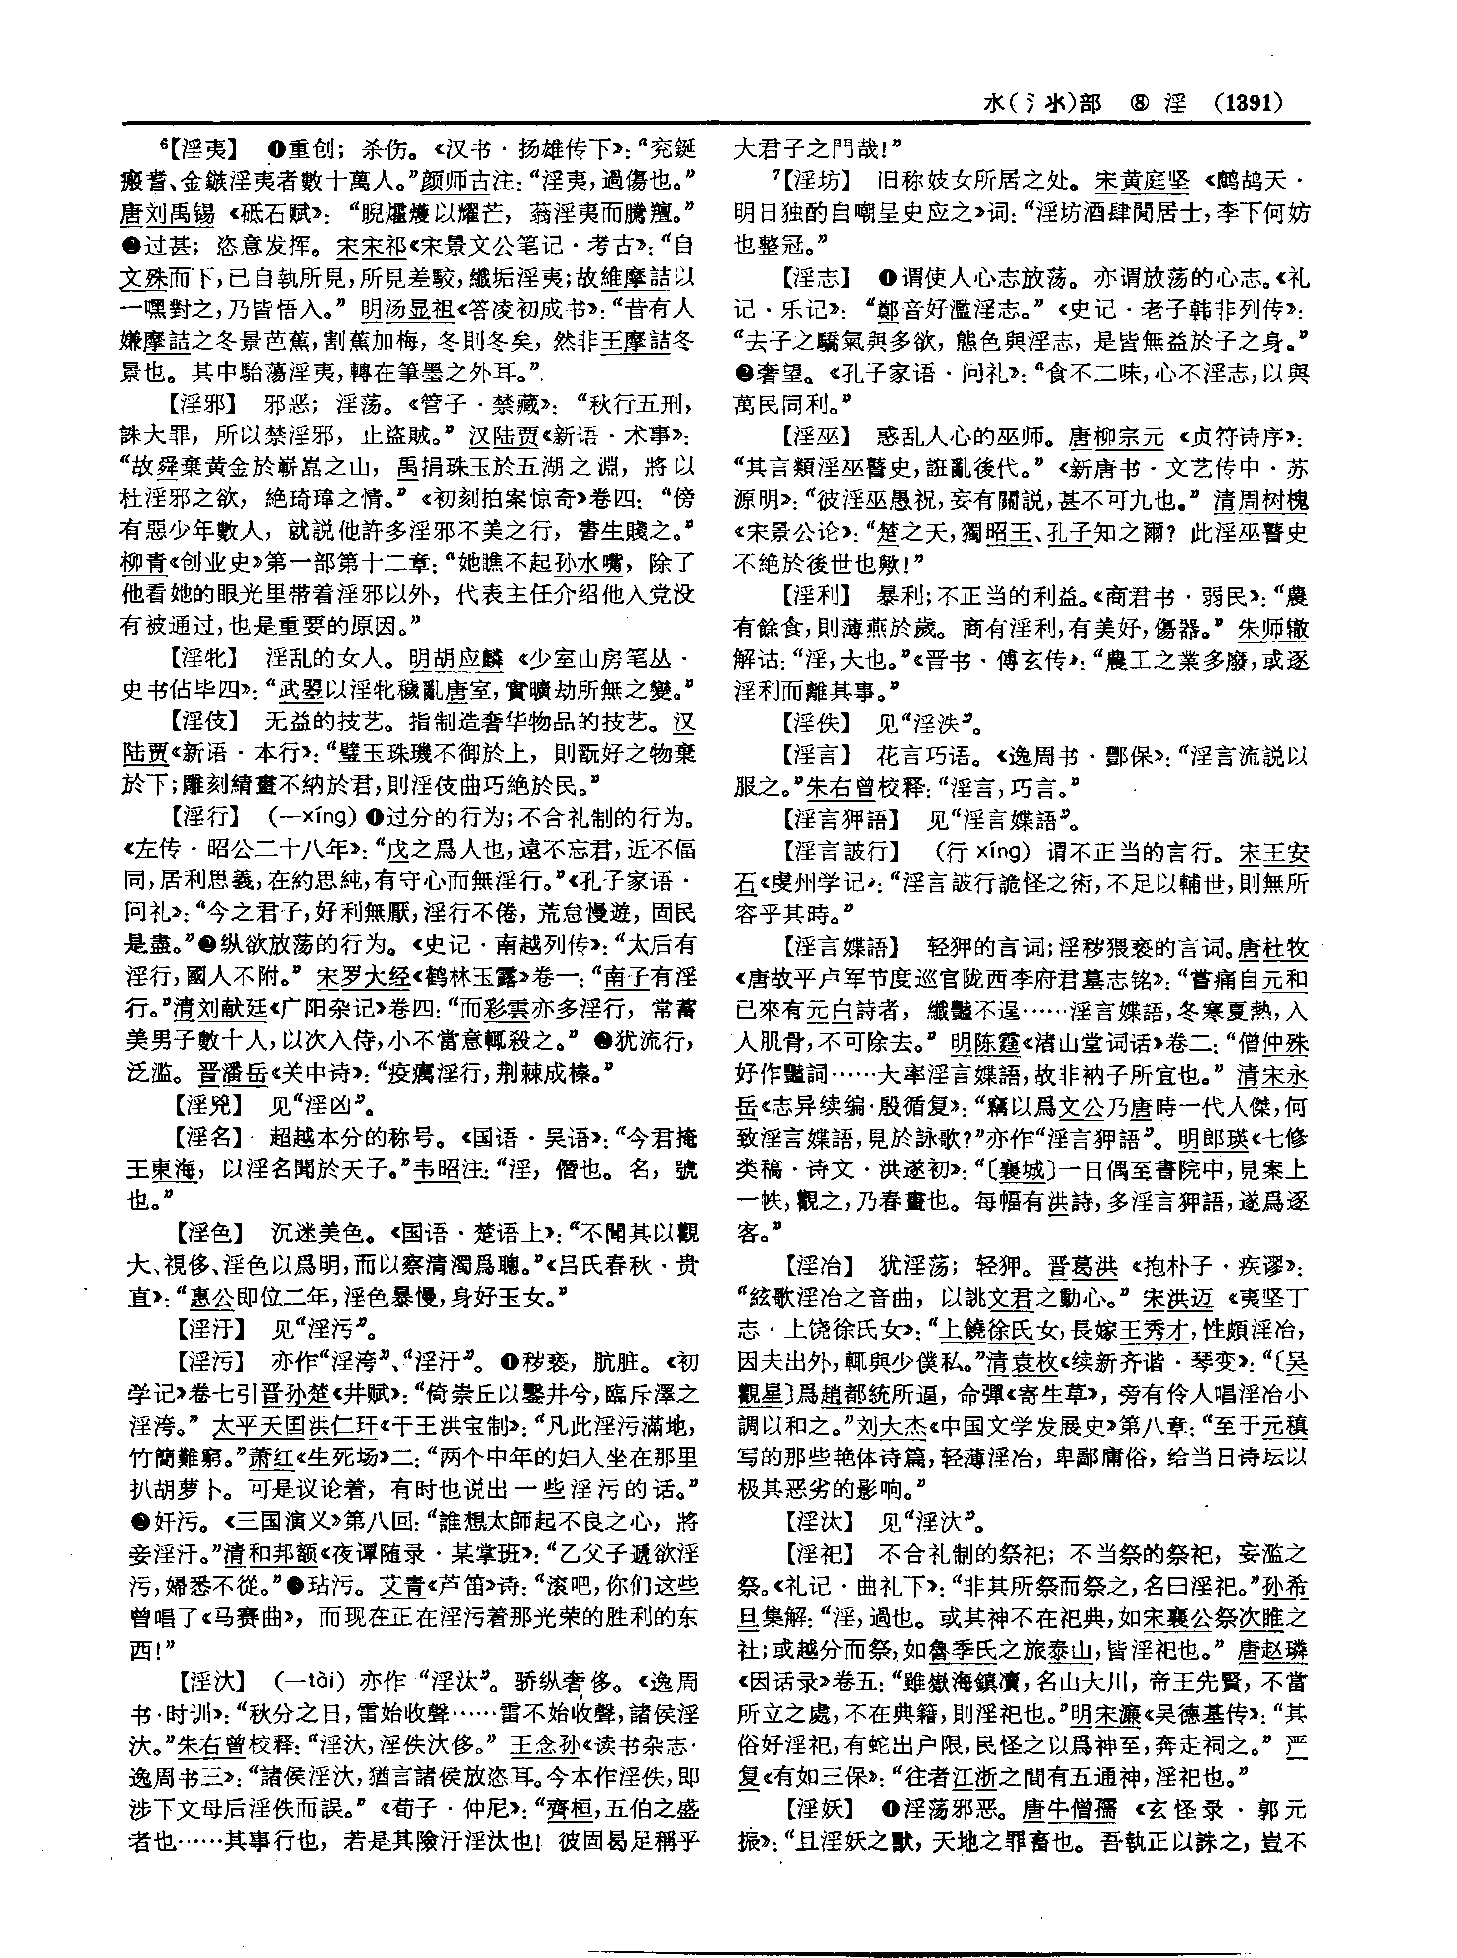 水(氵氺)部　⑧　淫　(1391)
⁶【淫夷】　❶重创；杀伤。《汉书·扬雄传下》：“兖鋋
瘢耆、金鏃淫夷者數十萬人。”颜师古注：“淫夷，過傷也。”
唐刘禹锡《砥石赋》：“睨爟爟以耀芒，蓊淫夷而騰膻。”
❷过甚；恣意发挥。宋宋祁《宋景文公笔记·考古》：“自
文殊而下，已自執所見，所見差駮，纖垢淫夷；故維摩詰以
一嘿對之，乃皆悟入。”明汤显祖《答凌初成书》：“昔有人
嫌摩詰之冬景芭蕉，割蕉加梅，冬則冬矣，然非王摩詰冬
景也。其中駘蕩淫夷，轉在筆墨之外耳。”
【淫邪】　邪恶；淫荡。《管子·禁藏》：“秋行五刑，
誅大罪，所以禁淫邪，止盗賊。”汉陆贾《新语·术事》：
“故舜棄黄金於嶄嵓之山，禹捐珠玉於五湖之淵，將以
杜淫邪之欲，絶琦瑋之情。”《初刻拍案惊奇》卷四：“傍
有惡少年數人，就説他許多淫邪不美之行，書生賤之。”
柳青《创业史》第一部第十二章：“她瞧不起孙水嘴，除了
他看她的眼光里带着淫邪以外，代表主任介绍他入党没
有被通过，也是重要的原因。”
【淫牝】　淫乱的女人。明胡应麟《少室山房笔丛·
史书佔毕四》：“武曌以淫牝穢亂唐室，實曠劫所無之變。”
【淫伎】　无益的技艺。指制造奢华物品的技艺。汉
陆贾《新语·本行》：“璧玉珠璣不御於上，則翫好之物棄
於下；雕刻綪畫不納於君，則淫伎曲巧絶於民。”
【淫行】　（—xíng）❶过分的行为；不合礼制的行为。
《左传·昭公二十八年》：“戊之爲人也，遠不忘君，近不偪
同，居利思義，在約思純，有守心而無淫行。”《孔子家语·
问礼》：“今之君子，好利無厭，淫行不倦，荒怠慢遊，固民
是盡。”❷纵欲放荡的行为。《史记·南越列传》：“太后有
淫行，國人不附。”宋罗大经《鹤林玉露》卷一：“南子有淫
行。”清刘献廷《广阳杂记》卷四：“而彩雲亦多淫行，常蓄
美男子數十人，以次入侍，小不當意輒殺之。”❸犹流行，
泛滥。晋潘岳《关中诗》：“疫癘淫行，荆棘成榛。”
【淫兇】　见“淫凶”。
【淫名】　超越本分的称号。《国语·吴语》：“今君掩
王東海，以淫名聞於天子。”韦昭注：“淫，僭也。名，號
也。”
【淫色】　沉迷美色。《国语·楚语上》：“不聞其以觀
大、視侈、淫色以爲明，而以察清濁爲聰。”《吕氏春秋·贵
直》：“惠公即位二年，淫色暴慢，身好玉女。”
【淫汙】　见“淫污”。
【淫污】　亦作“淫洿”、“淫汙”。❶秽亵，肮脏。《初
学记》卷七引晋孙楚《井赋》：“倚崇丘以鑿井兮，臨斥澤之
淫洿。”太平天囯洪仁玕《干王洪宝制》：“凡此淫污滿地，
竹簡難窮。”萧红《生死场》二：“两个中年的妇人坐在那里
扒胡萝卜。可是议论着，有时也说出一些淫污的话。”
❷奸污。《三国演义》第八回：“誰想太師起不良之心，將
妾淫汙。”清和邦额《夜谭随录·某掌班》：“乙父子遞欲淫
污，婦悉不從。”❸玷污。艾青《芦笛》诗：“滚吧，你们这些
曾唱了《马赛曲》，而现在正在淫污着那光荣的胜利的东
西！”
【淫汏】　（—tài）亦作“淫汰”。骄纵奢侈。《逸周
书·时训》：“秋分之日，雷始收聲……雷不始收聲，諸侯淫
汏。”朱右曾校释：“淫汏，淫佚汏侈。”王念孙《读书杂志·
逸周书三》：“諸侯淫汏，猶言諸侯放恣耳。今本作淫佚，即
涉下文母后淫佚而誤。”《荀子·仲尼》：“齊桓，五伯之盛
者也……其事行也，若是其險汙淫汰也！彼固曷足稱乎
大君子之門哉！”
⁷【淫坊】　旧称妓女所居之处。宋黄庭坚《鹧鸪天·
明日独酌自嘲呈史应之》词：“淫坊酒肆閑居士，李下何妨
也整冠。”
【淫志】　❶谓使人心志放荡。亦谓放荡的心志。《礼
记·乐记》：“鄭音好濫淫志。”《史记·老子韩非列传》：
“去子之驕氣與多欲，態色與淫志，是皆無益於子之身。”
❷奢望。《孔子家语·问礼》：“食不二味，心不淫志，以與
萬民同利。”
【淫巫】　惑乱人心的巫师。唐柳宗元《贞符诗序》：
“其言類淫巫瞽史，誑亂後代。”《新唐书·文艺传中·苏
源明》：“彼淫巫愚祝，妄有關説，甚不可九也。”清周树槐
《宋景公论》：“楚之天，獨昭王、孔子知之爾？此淫巫瞽史
不絶於後世也歟！”
【淫利】　暴利；不正当的利益。《商君书·弱民》：“農
有餘食，則薄燕於歲。商有淫利，有美好，傷器。”朱师辙
解诂：“淫，大也。”《晋书·傅玄传》：“農工之業多廢，或逐
淫利而離其事。”
【淫佚】　见“淫泆”。
【淫言】　花言巧语。《逸周书·酆保》：“淫言流説以
服之。”朱右曾校释：“淫言，巧言。”
【淫言狎語】　见“淫言媟語”。
【淫言詖行】　（行 xíng）谓不正当的言行。宋王安
石《虔州学记》：“淫言詖行詭怪之術，不足以輔世，則無所
容乎其時。”
【淫言媟語】　轻狎的言词；淫秽猥亵的言词。唐杜牧
《唐故平卢军节度巡官陇西李府君墓志铭》：“嘗痛自元和
已來有元白詩者，纖豔不逞……淫言媟語，冬寒夏熱，入
人肌骨，不可除去。”明陈霆《渚山堂词话》卷二：“僧仲殊
好作豔詞……大率淫言媟語，故非衲子所宜也。”清宋永
岳《志异续编·殷循复》：“竊以爲文公乃唐時一代人傑，何
致淫言媟語，見於詠歌？”亦作“淫言狎語”。明郎瑛《七修
类稿·诗文·洪遂初》：“〔襄城〕一日偶至書院中，見案上
一帙，觀之，乃春畫也。每幅有洪詩，多淫言狎語，遂爲逐
客。”
【淫冶】　犹淫荡；轻狎。晋葛洪《抱朴子·疾谬》：
“絃歌淫冶之音曲，以誂文君之動心。”宋洪迈《夷坚丁
志·上饶徐氏女》：“上饒徐氏女，長嫁王秀才，性頗淫冶，
因夫出外，輒與少僕私。”清袁枚《续新齐谐·琴变》：“〔吴
觀星〕爲趙都統所逼，命彈《寄生草》，旁有伶人唱淫冶小
調以和之。”刘大杰《中国文学发展史》第八章：“至于元稹
写的那些艳体诗篇，轻薄淫冶，卑鄙庸俗，给当日诗坛以
极其恶劣的影响。”
【淫汰】　见“淫汏”。
【淫祀】　不合礼制的祭祀；不当祭的祭祀，妄滥之
祭。《礼记·曲礼下》：“非其所祭而祭之，名曰淫祀。”孙希
旦集解：“淫，過也。或其神不在祀典，如宋襄公祭次睢之
社；或越分而祭，如魯季氏之旅泰山，皆淫祀也。”唐赵璘
《因话录》卷五：“雖嶽海鎮瀆，名山大川，帝王先賢，不當
所立之處，不在典籍，則淫祀也。”明宋濂《吴德基传》：“其
俗好淫祀，有蛇出户限，民怪之以爲神至，奔走祠之。”严
复《有如三保》：“往者江浙之間有五通神，淫祀也。”
【淫妖】　❶淫荡邪恶。唐牛僧孺《玄怪录·郭元
振》：“且淫妖之獸，天地之罪畜也。吾執正以誅之，豈不